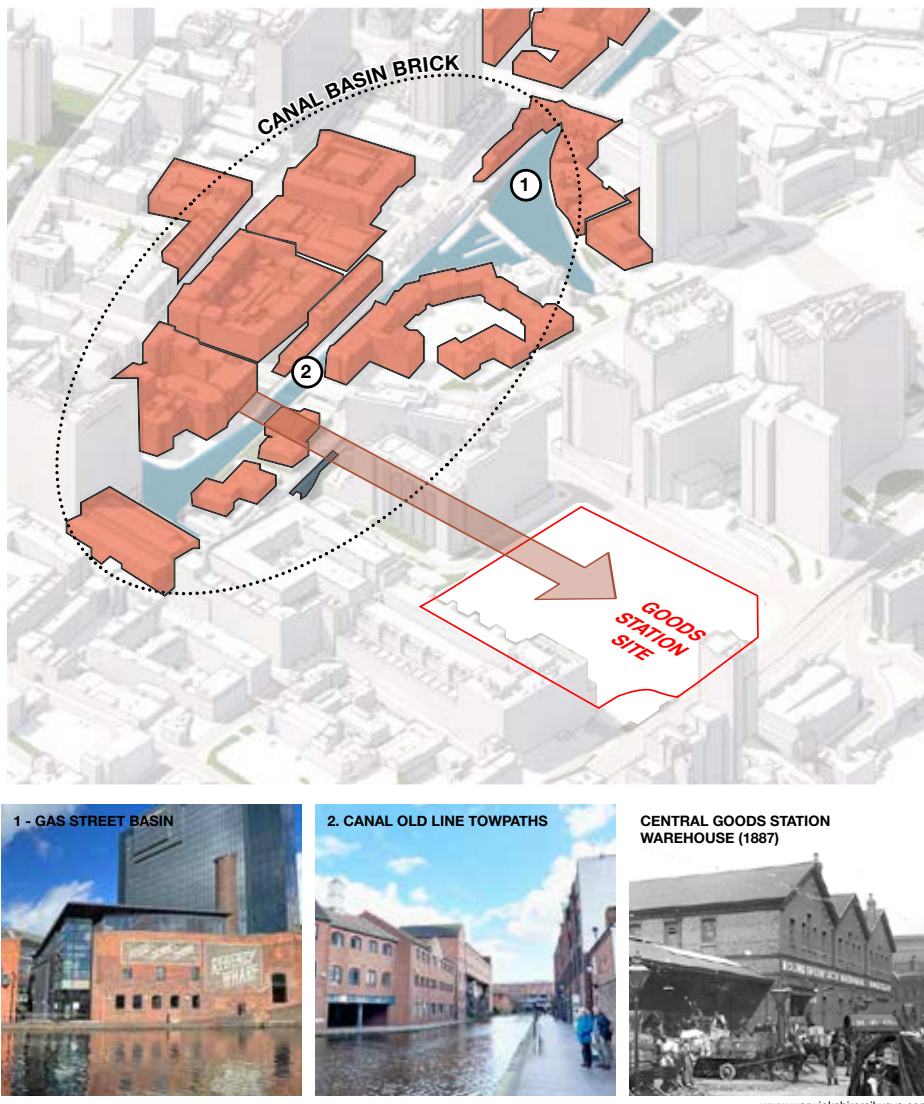 CANAL BASIN BRICK
1
2
GOODS
STATION
SITE
1 - GAS STREET BASIN
2. CANAL OLD LINE TOWPATHS
CENTRAL GOODS STATION
WAREHOUSE (1887)
REGENCY
WHARF